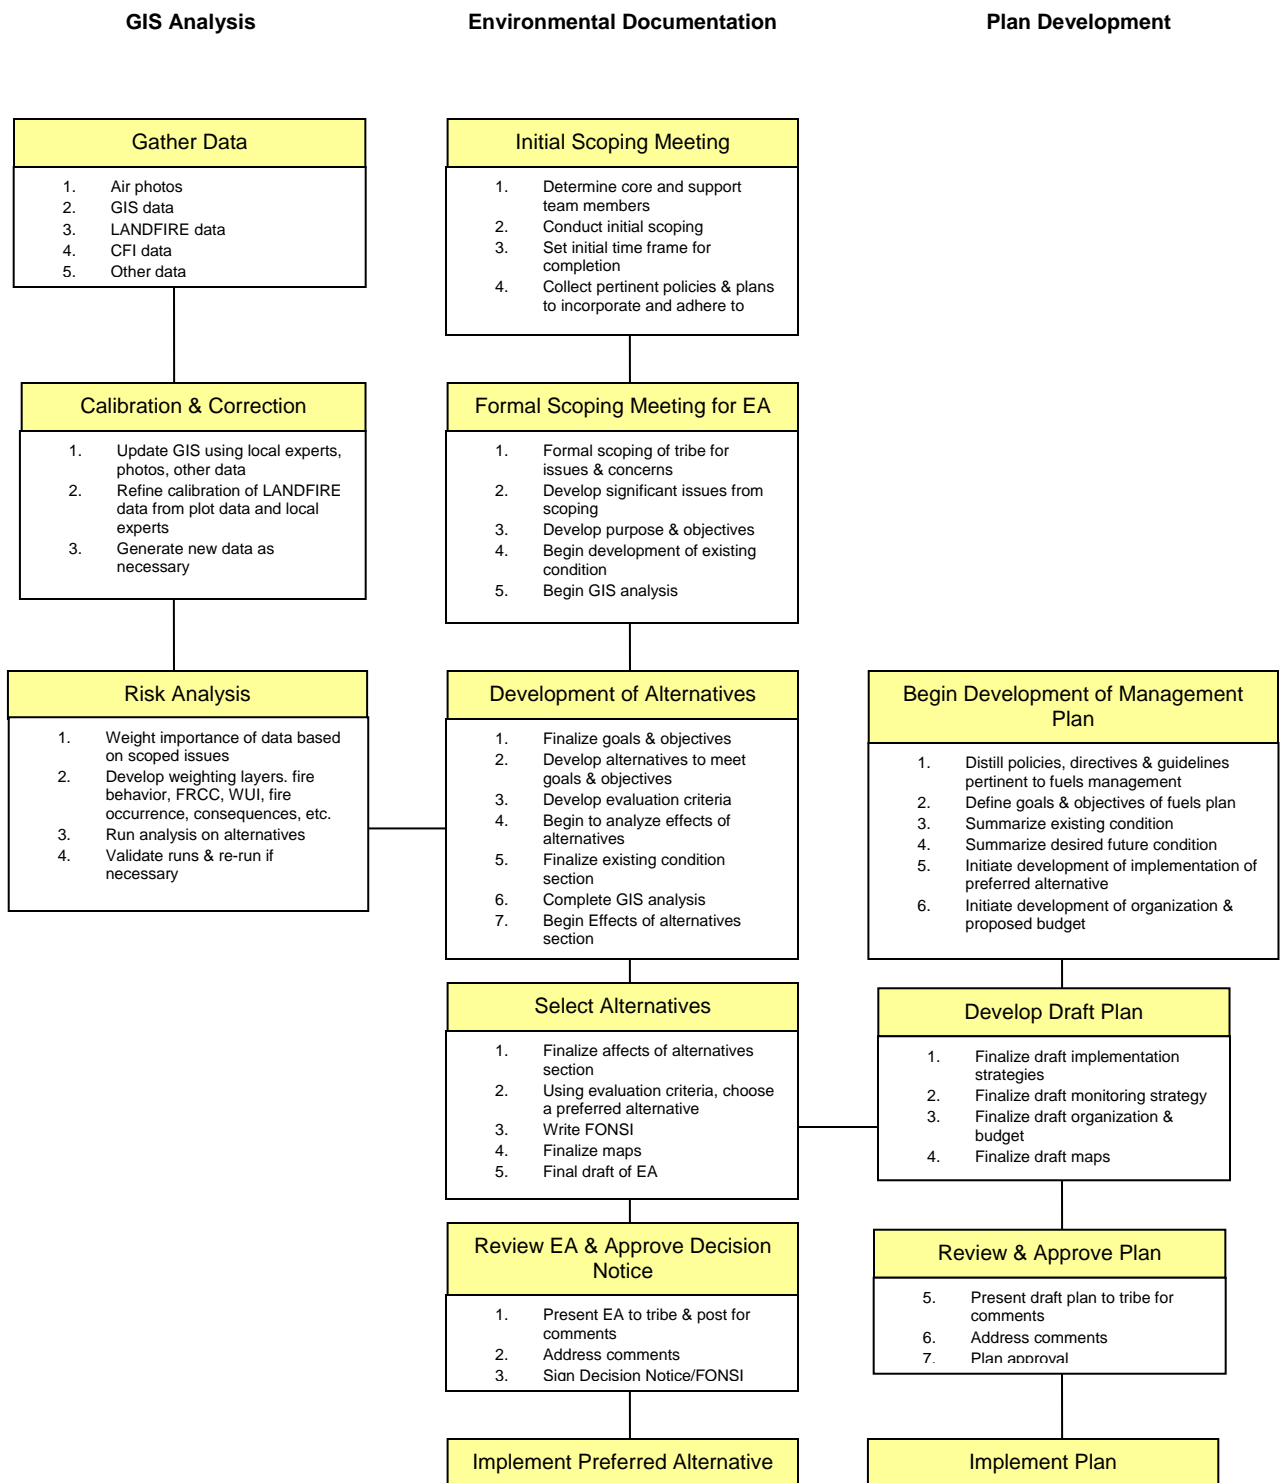 GIS Analysis
Environmental Documentation
Plan Development
Gather Data
1. Air photos
2. GIS data
3. LANDFIRE data
4. CFI data
5. Other data
Initial Scoping Meeting
1. Determine core and support
team members
2. Conduct initial scoping
3. Set initial time frame for
completion
4. Collect pertinent policies & plans
to incorporate and adhere to
Calibration & Correction
1. Update GIS using local experts,
photos, other data
2. Refine calibration of LANDFIRE
data from plot data and local
experts
3. Generate new data as
necessary
Formal Scoping Meeting for EA
1. Formal scoping of tribe for
issues & concerns
2. Develop significant issues from
scoping
3. Develop purpose & objectives
4. Begin development of existing
condition
5. Begin GIS analysis
Risk Analysis
1. Weight importance of data based
on scoped issues
2. Develop weighting layers. fire
behavior, FRCC, WUI, fire
occurrence, consequences, etc.
3. Run analysis on alternatives
4. Validate runs & re-run if
necessary
Development of Alternatives
1. Finalize goals & objectives
2. Develop alternatives to meet
goals & objectives
3. Develop evaluation criteria
4. Begin to analyze effects of
alternatives
5. Finalize existing condition
section
6. Complete GIS analysis
7. Begin Effects of alternatives
section
Begin Development of Management
Plan
1. Distill policies, directives & guidelines
pertinent to fuels management
2. Define goals & objectives of fuels plan
3. Summarize existing condition
4. Summarize desired future condition
5. Initiate development of implementation of
preferred alternative
6. Initiate development of organization &
proposed budget
Select Alternatives
1. Finalize affects of alternatives
section
2. Using evaluation criteria, choose
a preferred alternative
3. Write FONSI
4. Finalize maps
5. Final draft of EA
Develop Draft Plan
1. Finalize draft implementation
strategies
2. Finalize draft monitoring strategy
3. Finalize draft organization &
budget
4. Finalize draft maps
Review EA & Approve Decision
Notice
1. Present EA to tribe & post for
comments
2. Address comments
3. Sign Decision Notice/FONSI
Review & Approve Plan
5. Present draft plan to tribe for
comments
6. Address comments
7. Plan approval
Implement Preferred Alternative
Implement Plan